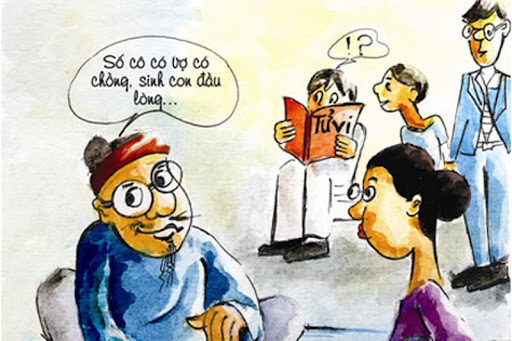 Số cô có vợ có
chồng, sinh con đầu
lòng...
!?
TỬ VI